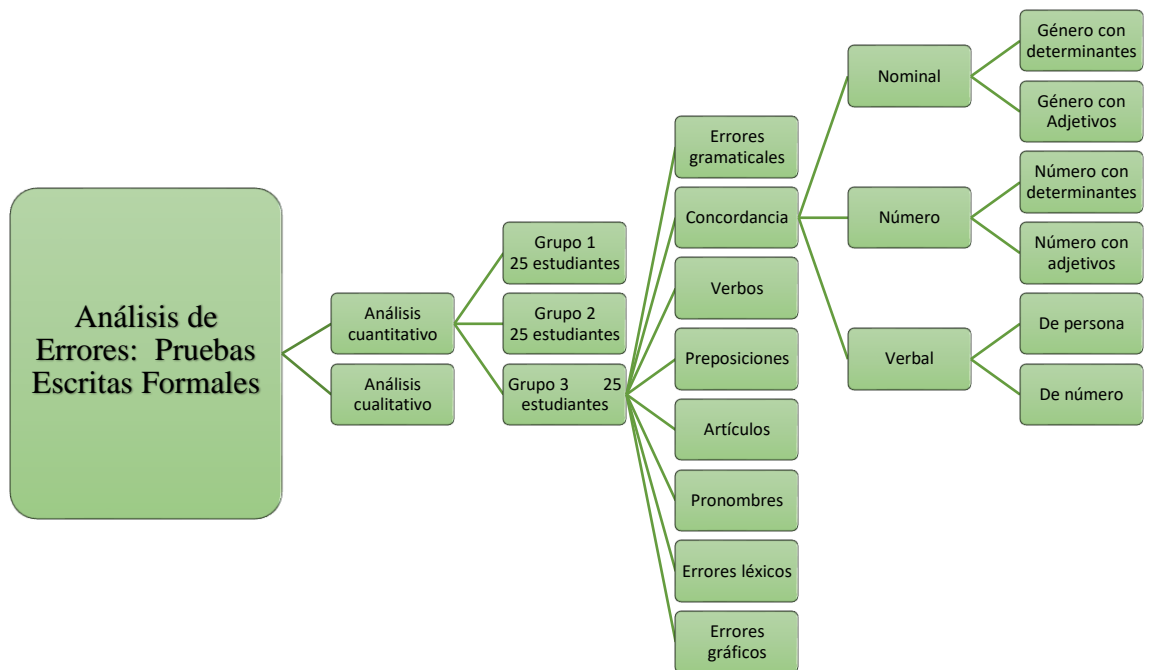 Análisis de
Errores: Pruebas
Escritas Formales
Análisis
cuantitativo
Análisis
cualitativo
Grupo 1
25 estudiantes
Grupo 2
25 estudiantes
Grupo 3 25
estudiantes
Errores
gramaticales
Concordancia
Verbos
Preposiciones
Artículos
Pronombres
Errores léxicos
Errores
gráficos
Nominal
Número
Verbal
Género con
determinantes
Género con
Adjetivos
Número con
determinantes
Número con
adjetivos
De persona
De número